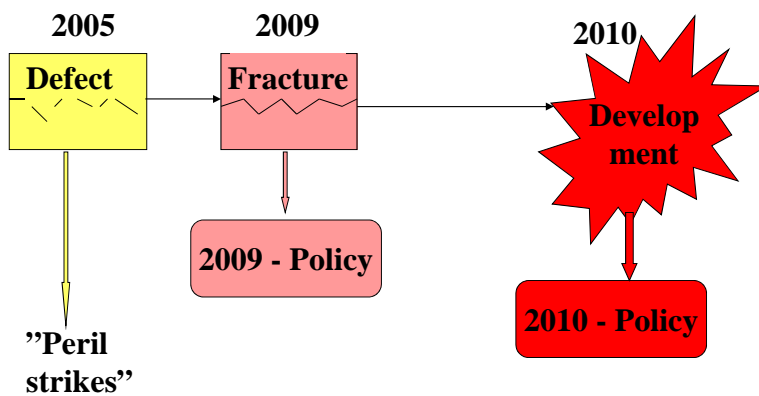 2005
2009
2010
Defect
Fracture
Develop
ment
2009 - Policy
2010 - Policy
”Peril
strikes”